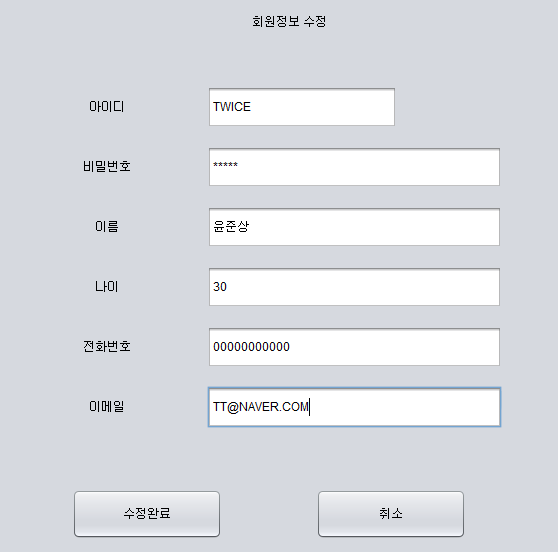 회원정보 수정
아이디 TWICE
비밀번호 *****
이름 윤준상
나이 30
전화번호 00000000000
이메일 TT@NAVER.COM
수정완료 취소